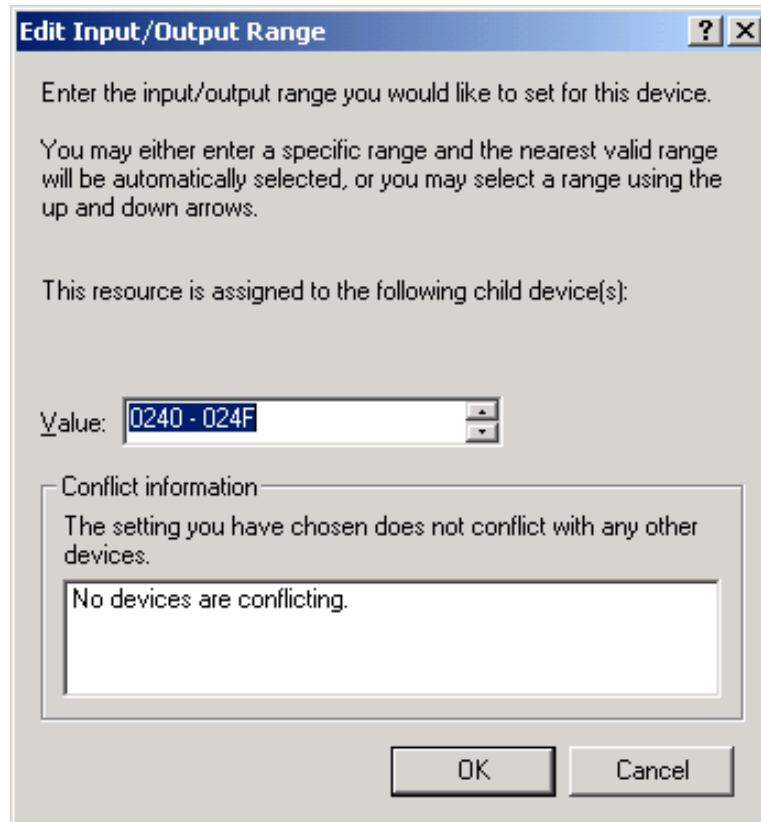 Edit Input/Output Range
Enter the input/output range you would like to set for this device.
You may either enter a specific range and the nearest valid range
will be automatically selected, or you may select a range using the
up and down arrows.
This resource is assigned to the following child device(s):
Value: 0240 - 024F
Conflict information
The setting you have chosen does not conflict with any other
devices.
No devices are conflicting.
OK Cancel